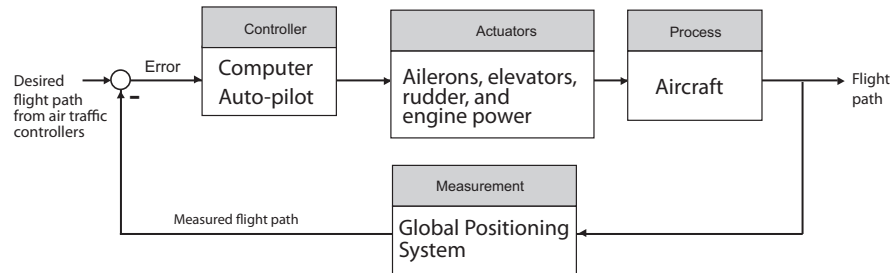 Controller
Actuators
Process
Error
Computer
Auto-pilot
Ailerons, elevators,
rudder, and
engine power
Aircraft
Desired
flight path
from air traffic
controllers
Flight
path
Measurement
Measured flight path
Global Positioning
System